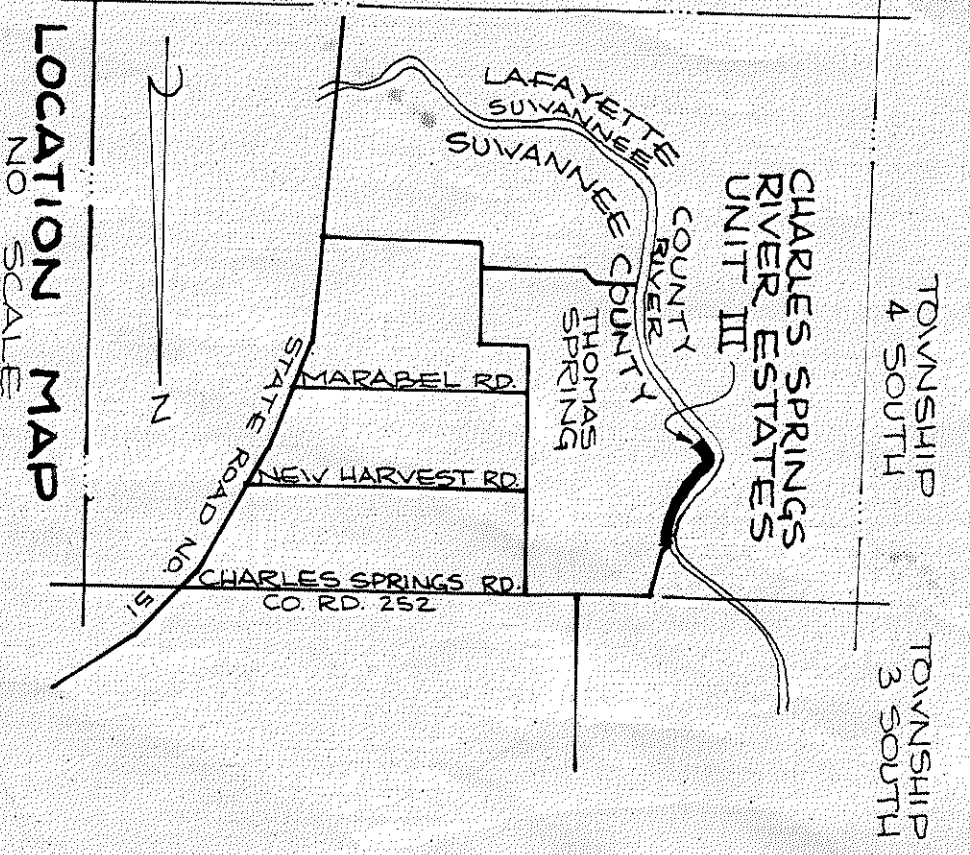 TOWNSHIP
4 SOUTH
TOWNSHIP
3 SOUTH
CHARLES SPRINGS
RIVER ESTATES
UNIT III
LAFAYETTE COUNTY
SUWANNEE RIVER
SUWANNEE COUNTY
THOMAS
SPRING
MARABEL RD.
NEW HARVEST RD.
CHARLES SPRINGS RD.
CO. RD. 252
STATE ROAD NO. 51
N
LOCATION MAP
NO SCALE